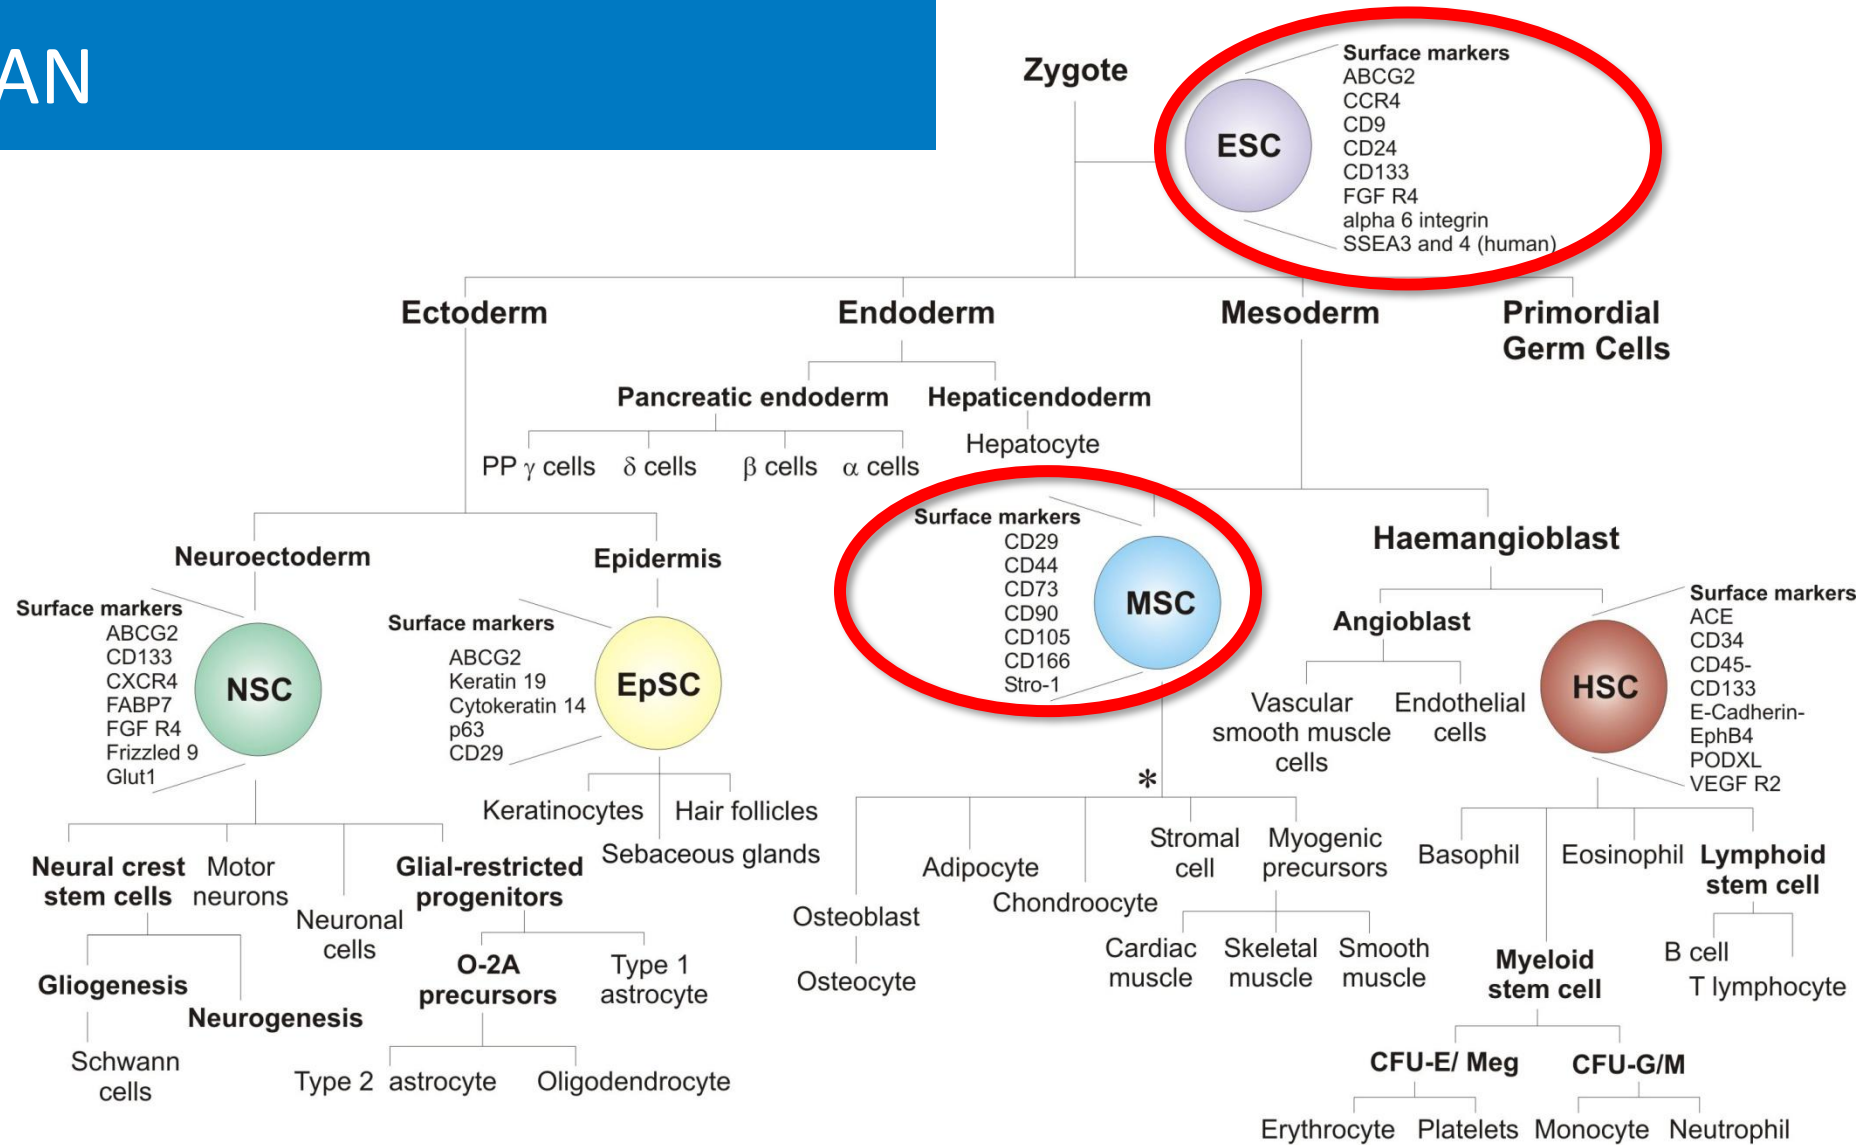 AN
Zygote
ESC
Surface markers
ABCG2
CCR4
CD9
CD24
CD133
FGF R4
alpha 6 integrin
SSEA3 and 4 (human)
Ectoderm
Endoderm
Mesoderm
Primordial
Germ Cells
Pancreatic endoderm
Hepaticendoderm
PP γ cells
δ cells
β cells
α cells
Hepatocyte
Neuroectoderm
Epidermis
Surface markers
ABCG2
CD133
CXCR4
FABP7
FGF R4
Frizzled 9
Glut1
NSC
Surface markers
ABCG2
Keratin 19
Cytokeratin 14
p63
CD29
EpSC
Surface markers
CD29
CD44
CD73
CD90
CD105
CD166
Stro-1
MSC
Haemangioblast
Angioblast
Vascular
smooth muscle
cells
Endothelial
cells
HSC
Surface markers
ACE
CD34
CD45-
CD133
E-Cadherin-
EphB4
PODXL
VEGF R2
Keratinocytes
Hair follicles
Sebaceous glands
Neural crest
stem cells
Motor
neurons
Neuronal
cells
Glial-restricted
progenitors
Gliogenesis
Neurogenesis
Schwann
cells
O-2A
precursors
Type 1
astrocyte
Type 2 astrocyte
Oligodendrocyte
*
Osteoblast
Osteocyte
Adipocyte
Chondroocyte
Stromal
cell
Myogenic
precursors
Cardiac
muscle
Skeletal
muscle
Smooth
muscle
Basophil
Eosinophil
Lymphoid
stem cell
B cell
T lymphocyte
Myeloid
stem cell
CFU-E/ Meg
CFU-G/M
Erythrocyte
Platelets
Monocyte
Neutrophil